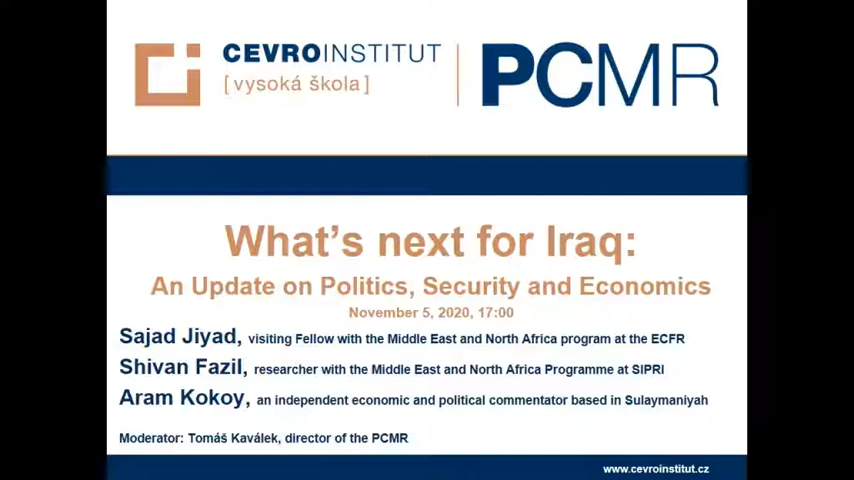 CEVROINSTITUT
[vysoká škola]
PCMR
What's next for Iraq:
An Update on Politics, Security and Economics
November 5, 2020, 17:00
Sajad Jiyad, visiting Fellow with the Middle East and North Africa program at the ECFR
Shivan Fazil, researcher with the Middle East and North Africa Programme at SIPRI
Aram Kokoy, an independent economic and political commentator based in Sulaymaniyah
Moderator: Tomáš Kaválek, director of the PCMR
www.cevroinstitut.cz